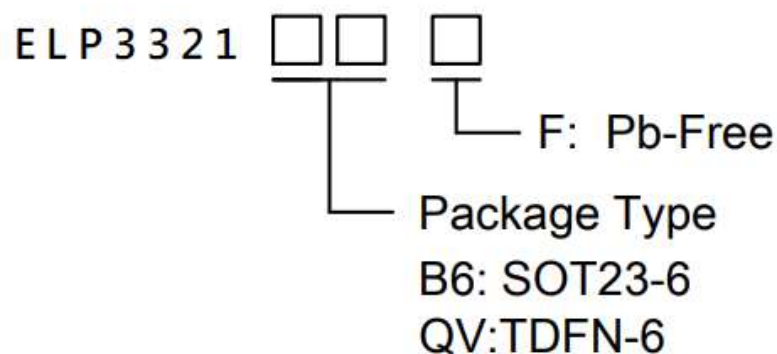 ELP3321 □□ □
F: Pb-Free
Package Type
B6: SOT23-6
QV:TDFN-6